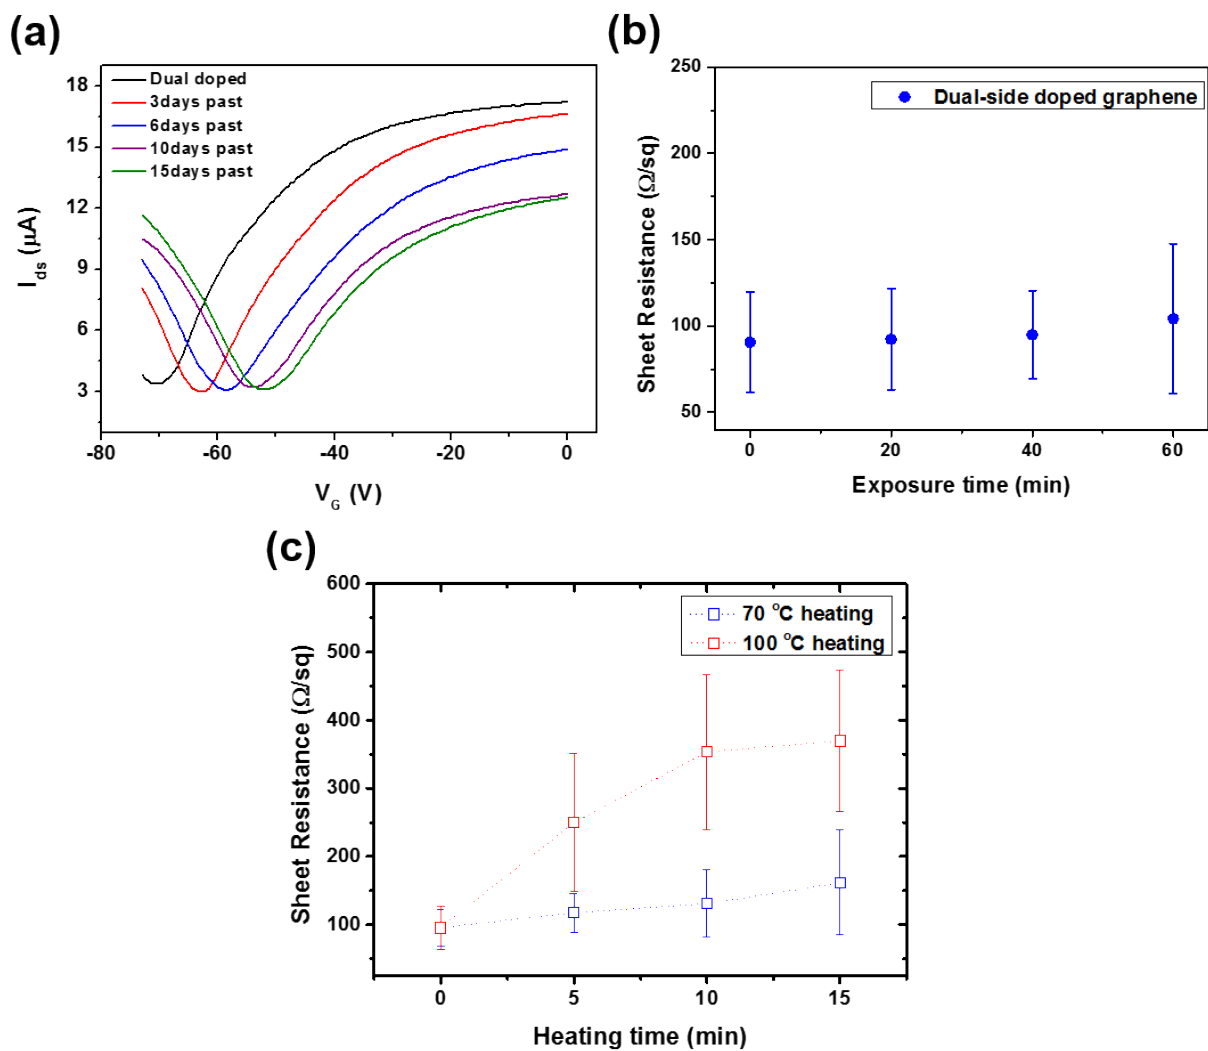 (a)
Dual doped
3days past
6days past
10days past
15days past
18
15
12
9
6
3
-80
-60
-40
-20
0
I_ds (μA)
V_G (V)
(b)
Dual-side doped graphene
250
200
150
100
50
0
20
40
60
Sheet Resistance (Ω/sq)
Exposure time (min)
(c)
70 °C heating
100 °C heating
600
500
400
300
200
100
0
5
10
15
Sheet Resistance (Ω/sq)
Heating time (min)